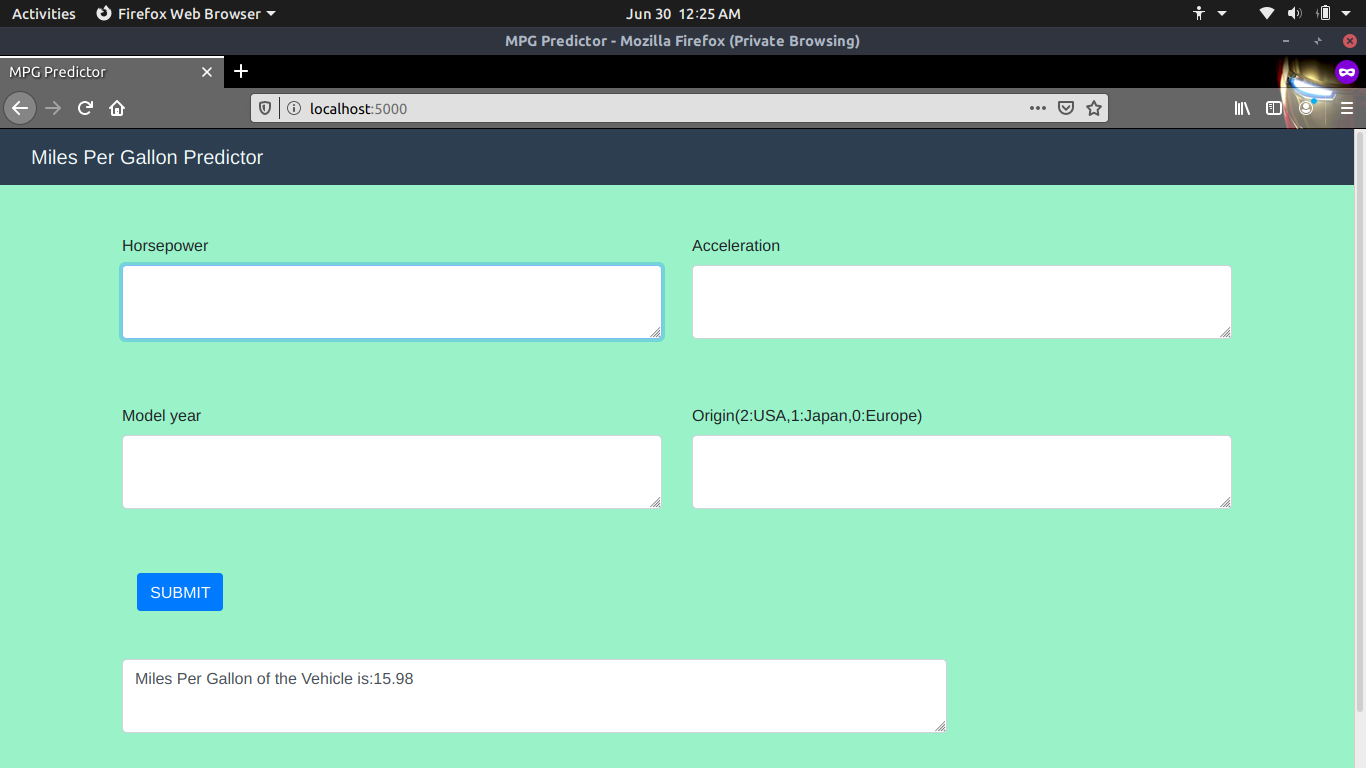 Activities Firefox Web Browser Jun 30 12:25 AM
MPG Predictor - Mozilla Firefox (Private Browsing)
MPG Predictor
localhost:5000
Miles Per Gallon Predictor
Horsepower Acceleration
Model year Origin(2:USA,1:Japan,0:Europe)
SUBMIT
Miles Per Gallon of the Vehicle is:15.98